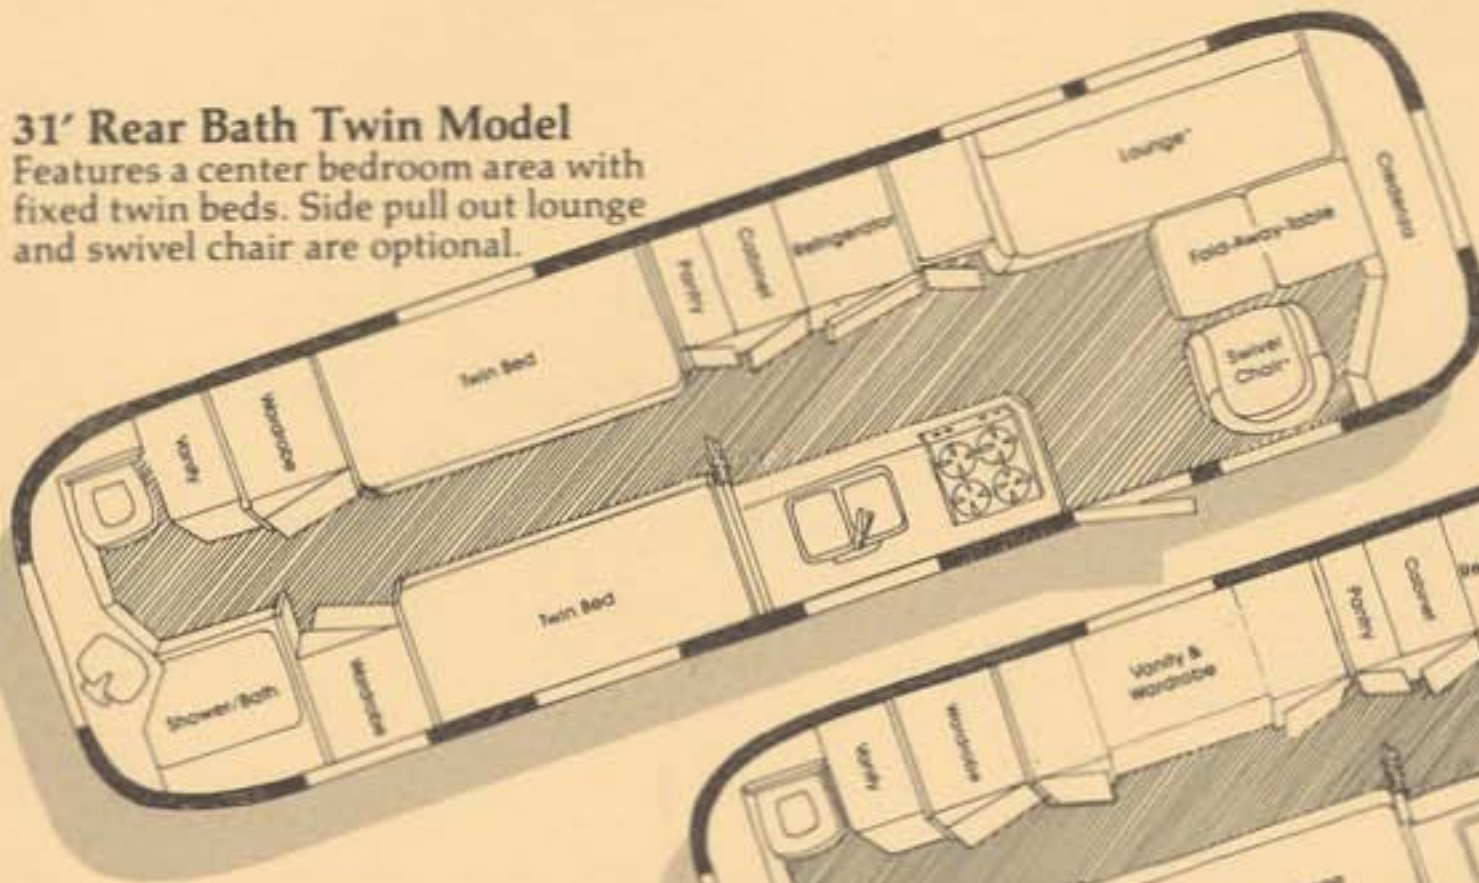 31′ Rear Bath Twin Model
Features a center bedroom area with
fixed twin beds. Side pull out lounge
and swivel chair are optional.
Lounge*
Credenza
Fold-Away-Table
Swivel
Chair*
Refrigerator
Cabinet
Pantry
Twin Bed
Wardrobe
Vanity
Twin Bed
Shower/Bath
Wardrobe
Cabinet
Pantry
Vanity &
Wardrobe
Wardrobe
Vanity